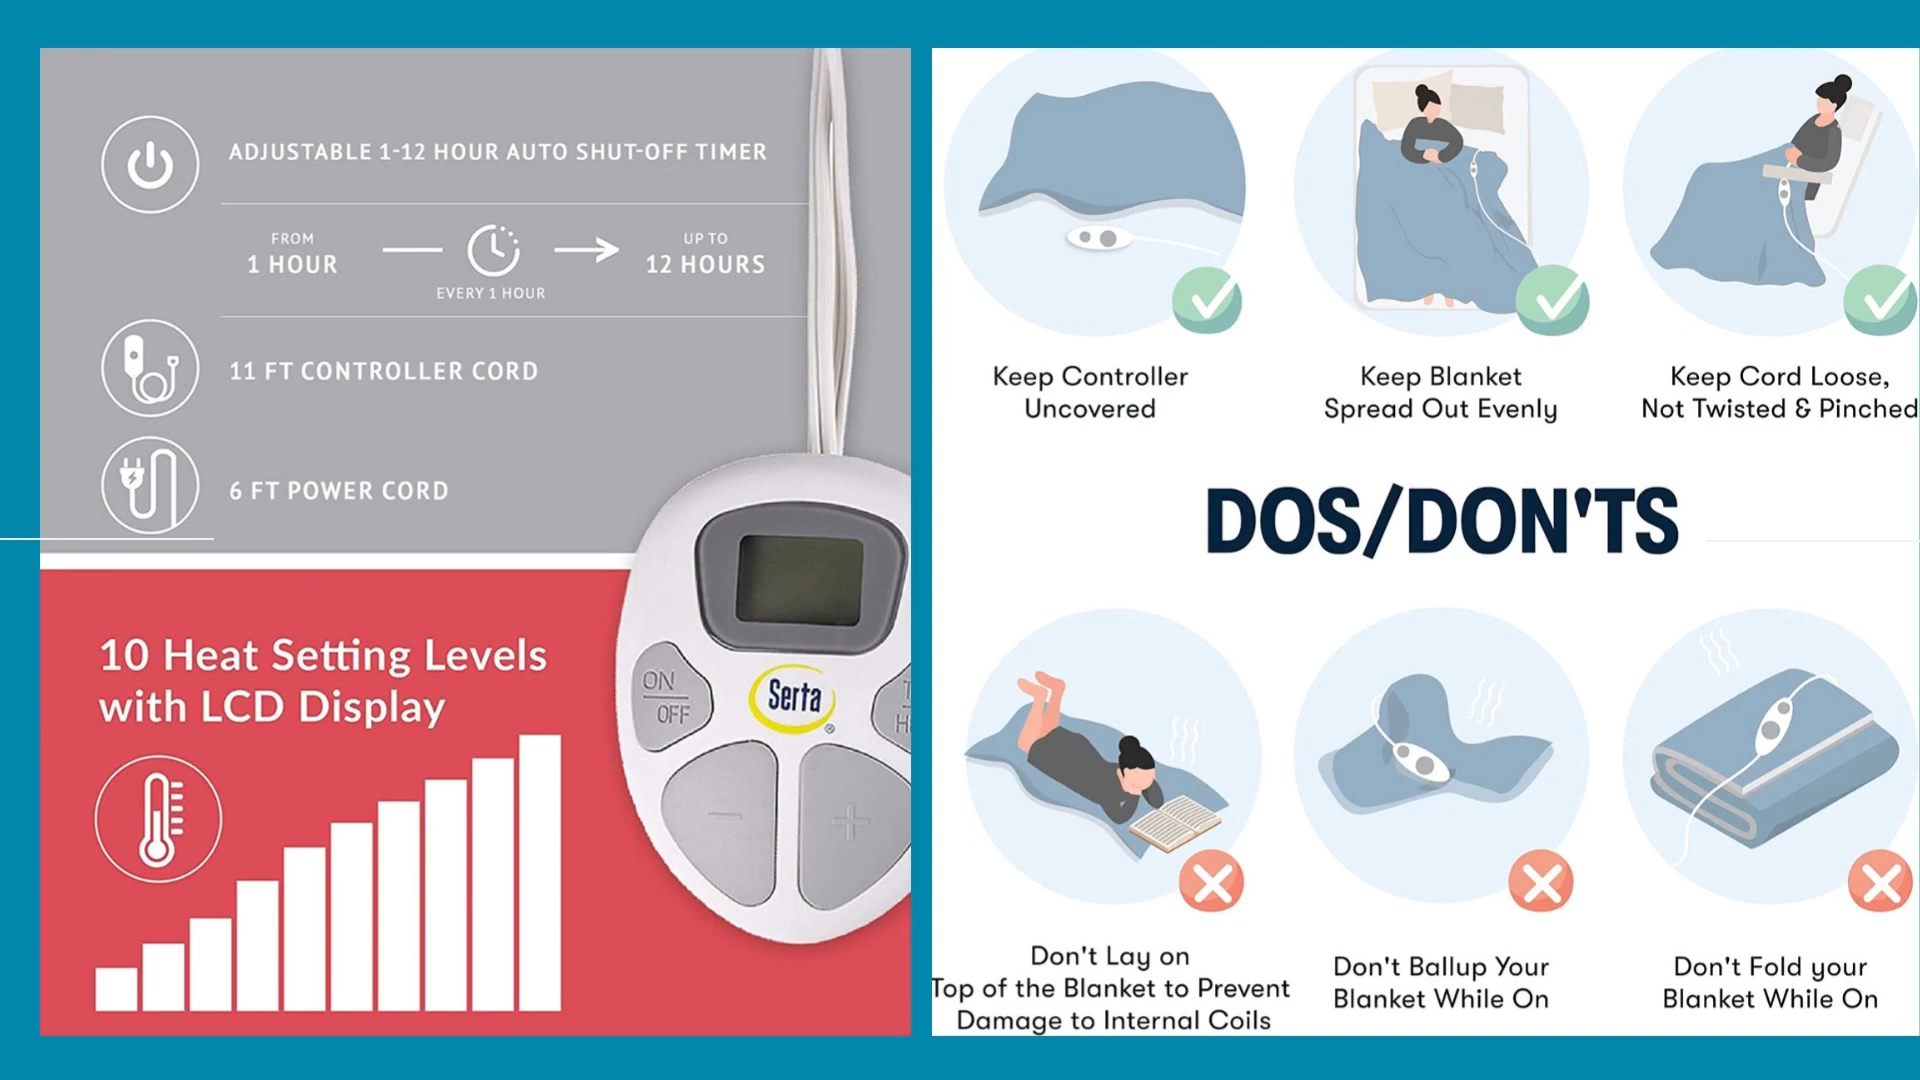 ADJUSTABLE 1-12 HOUR AUTO SHUT-OFF TIMER
FROM
1 HOUR
EVERY 1 HOUR
UP TO
12 HOURS
11 FT CONTROLLER CORD
6 FT POWER CORD
10 Heat Setting Levels
with LCD Display
ON
OFF
Serta
®
Keep Controller
Uncovered
Keep Blanket
Spread Out Evenly
Keep Cord Loose,
Not Twisted & Pinched
DOS/DON'TS
Don't Lay on
Top of the Blanket to Prevent
Damage to Internal Coils
Don't Ballup Your
Blanket While On
Don't Fold your
Blanket While On